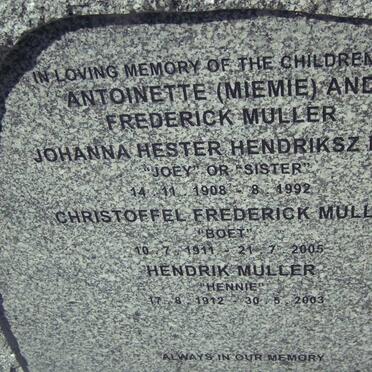 IN LOVING MEMORY OF THE CHILDREN
ANTOINETTE (MIEMIE) AND
FREDERICK MULLER
JOHANNA HESTER HENDRIKSZ
"JOEY" OR "SISTER"
14 . 11 . 1908 - 8 . 1992
CHRISTOFFEL FREDERICK MULL
"BOET"
10 . 7 . 1911 - 21 . 7 . 2005
HENDRIK MULLER
"HENNIE"
17 . 8 . 1912 - 30 . 5 . 2003
ALWAYS IN OUR MEMORY